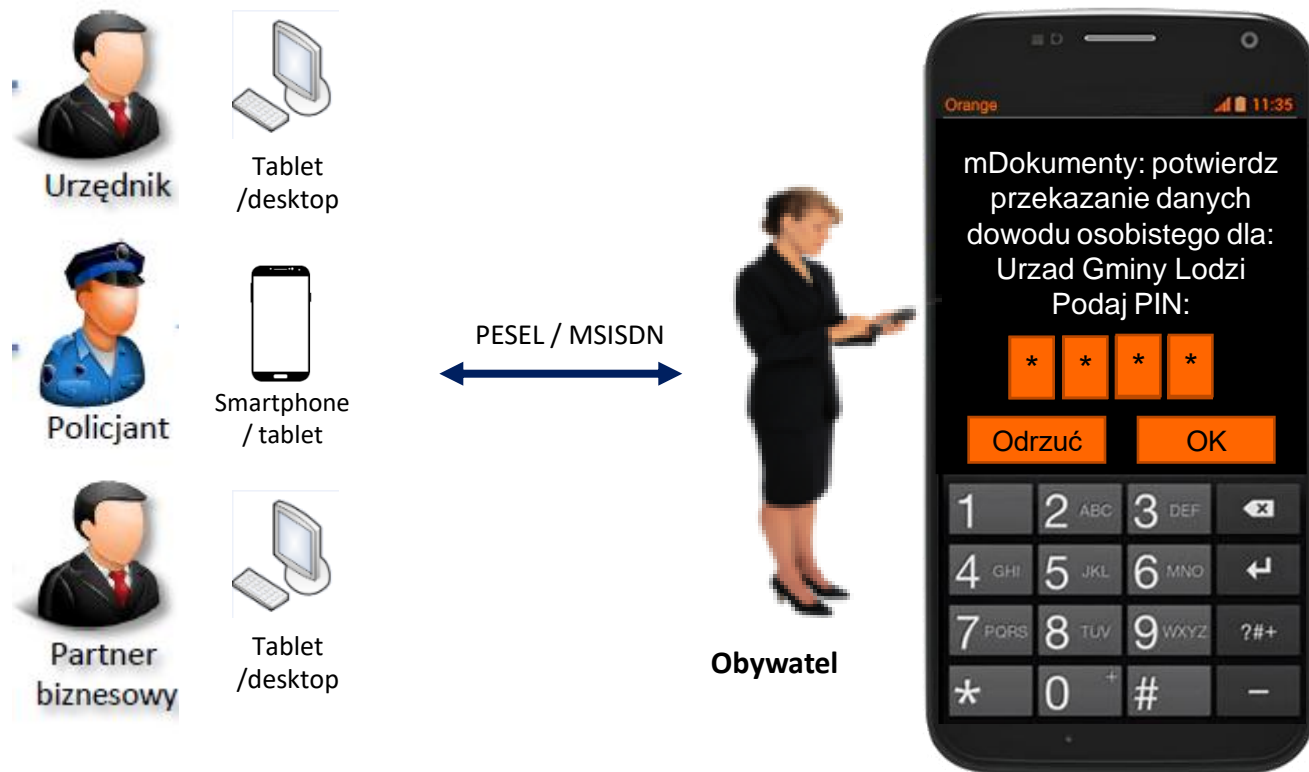 Urzędnik
Tablet
/desktop
Policjant
Smartphone
/ tablet
Partner
biznesowy
Tablet
/desktop
PESEL / MSISDN
Obywatel
Orange
11:35
mDokumenty: potwierdz
przekazanie danych
dowodu osobistego dla:
Urzad Gminy Lodzi
Podaj PIN:
* * * *
Odrzuć OK
1 2 ABC 3 DEF
4 GHI 5 JKL 6 MNO
7 PQRS 8 TUV 9 WXYZ ?#+
* 0 + # –